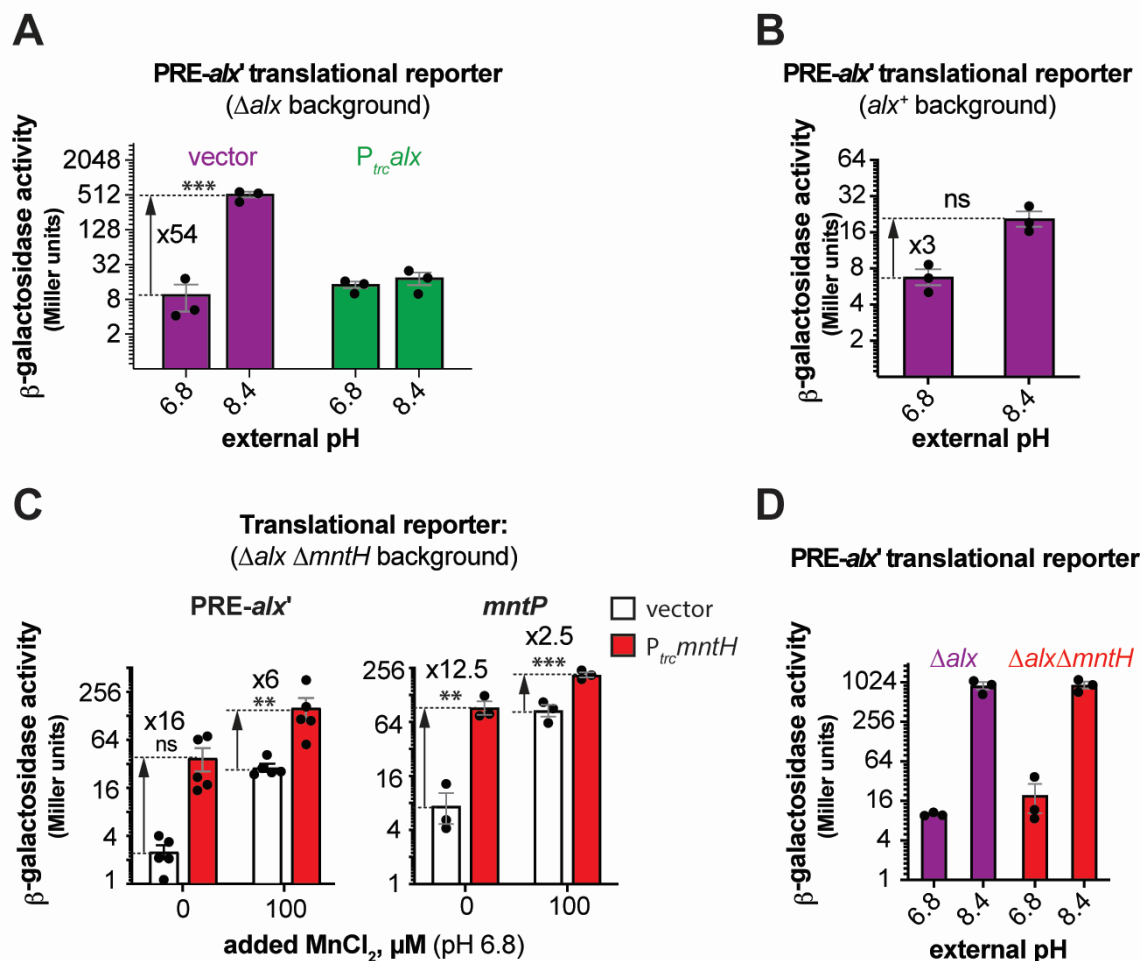 A
PRE-alx' translational reporter
(Δalx background)
β-galactosidase activity
(Miller units)
2048
512
128
32
8
2
vector
Ptrcalx
***
x54
6.8
8.4
6.8
8.4
external pH
B
PRE-alx' translational reporter
(alx⁺ background)
β-galactosidase activity
(Miller units)
64
32
16
8
4
2
ns
x3
6.8
8.4
external pH
C
Translational reporter:
(Δalx ΔmntH background)
PRE-alx'
mntP
vector
PtrcmntH
β-galactosidase activity
(Miller units)
256
64
16
4
1
x16
ns
x6
**
0
100
256
64
16
4
1
x12.5
**
x2.5
***
0
100
added MnCl₂, µM (pH 6.8)
D
PRE-alx' translational reporter
β-galactosidase activity
(Miller units)
1024
256
64
16
4
1
Δalx
ΔalxΔmntH
6.8
8.4
6.8
8.4
external pH